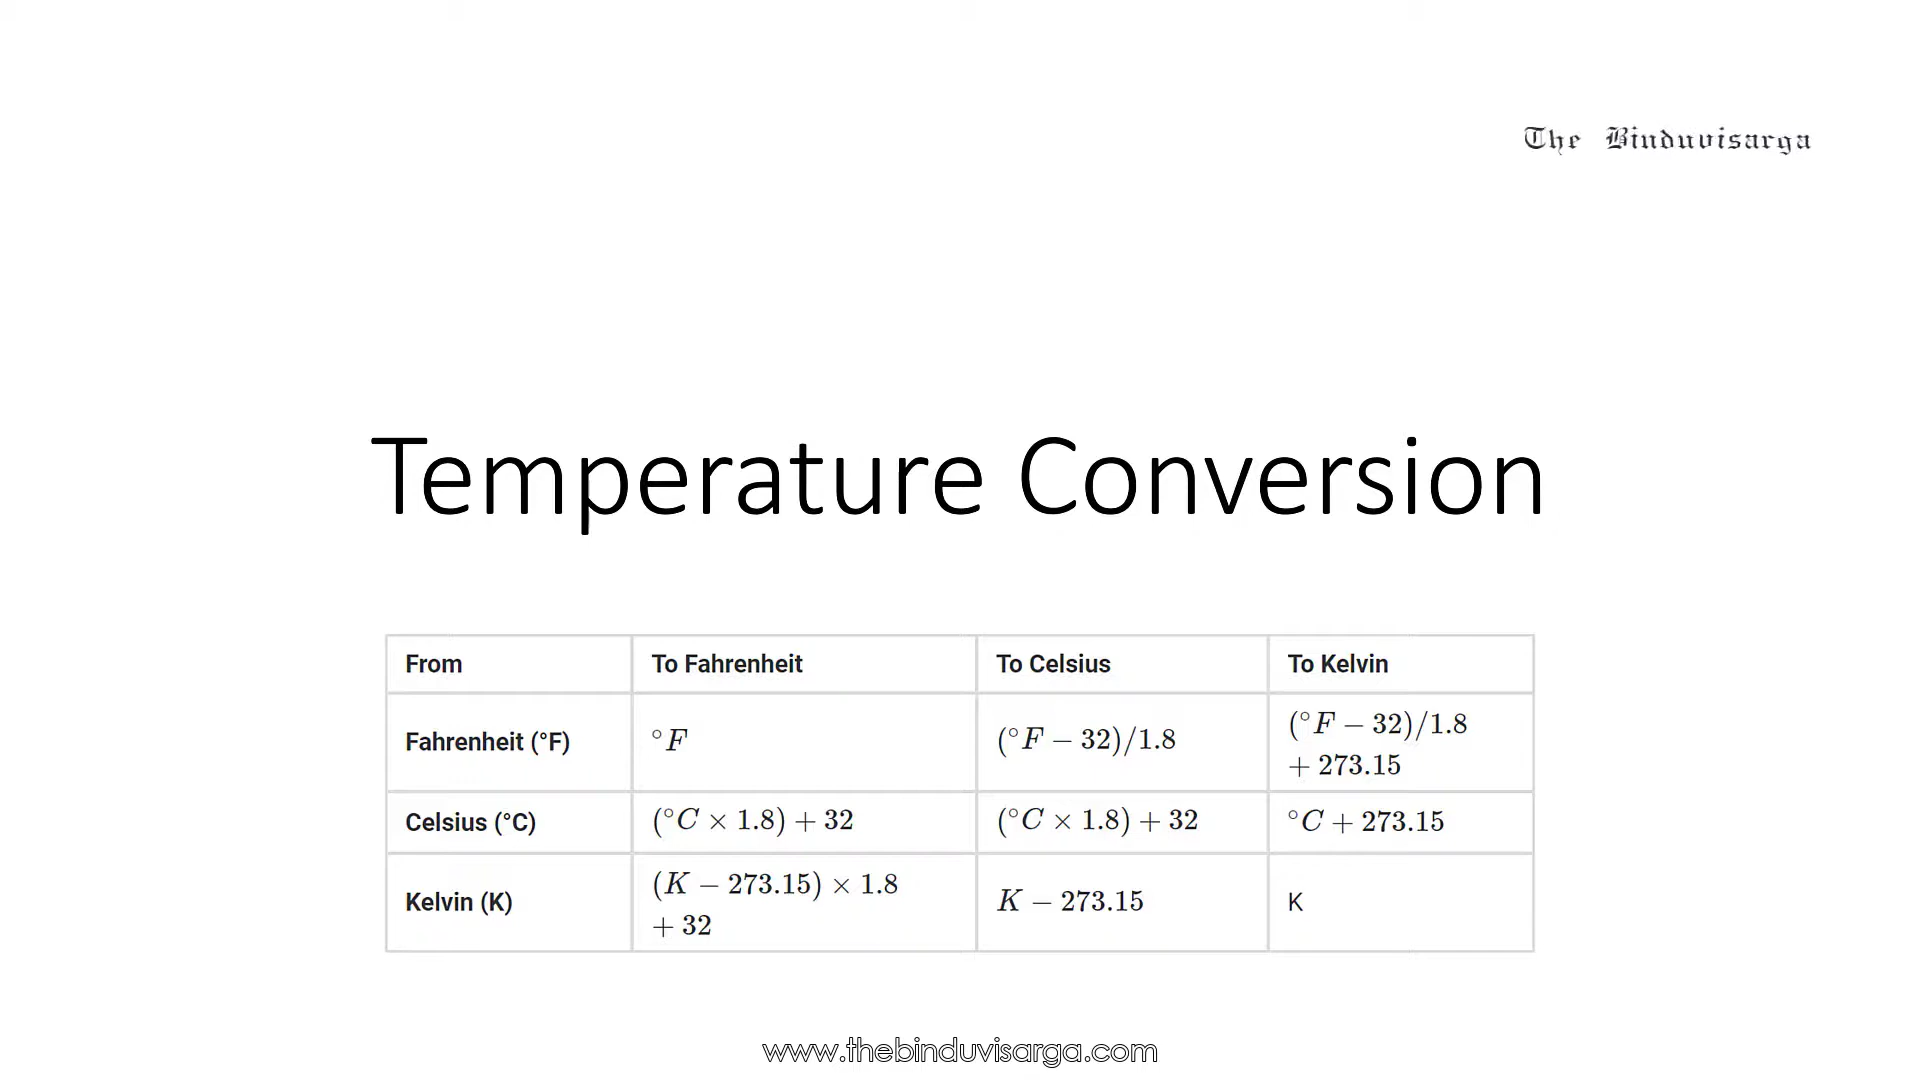 The Binduvisarga
Temperature Conversion
From To Fahrenheit To Celsius To Kelvin
Fahrenheit (°F) °F (°F − 32)/1.8 (°F − 32)/1.8
+ 273.15
Celsius (°C) (°C × 1.8) + 32 (°C × 1.8) + 32 °C + 273.15
Kelvin (K) (K − 273.15) × 1.8
+ 32 K − 273.15 K
www.thebinduvisarga.com